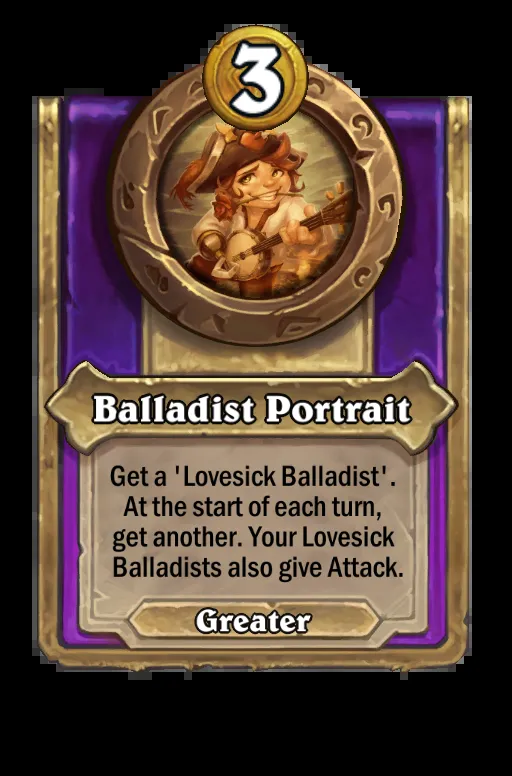 3
Balladist Portrait
Get a 'Lovesick Balladist'.
At the start of each turn,
get another. Your Lovesick
Balladists also give Attack.
Greater